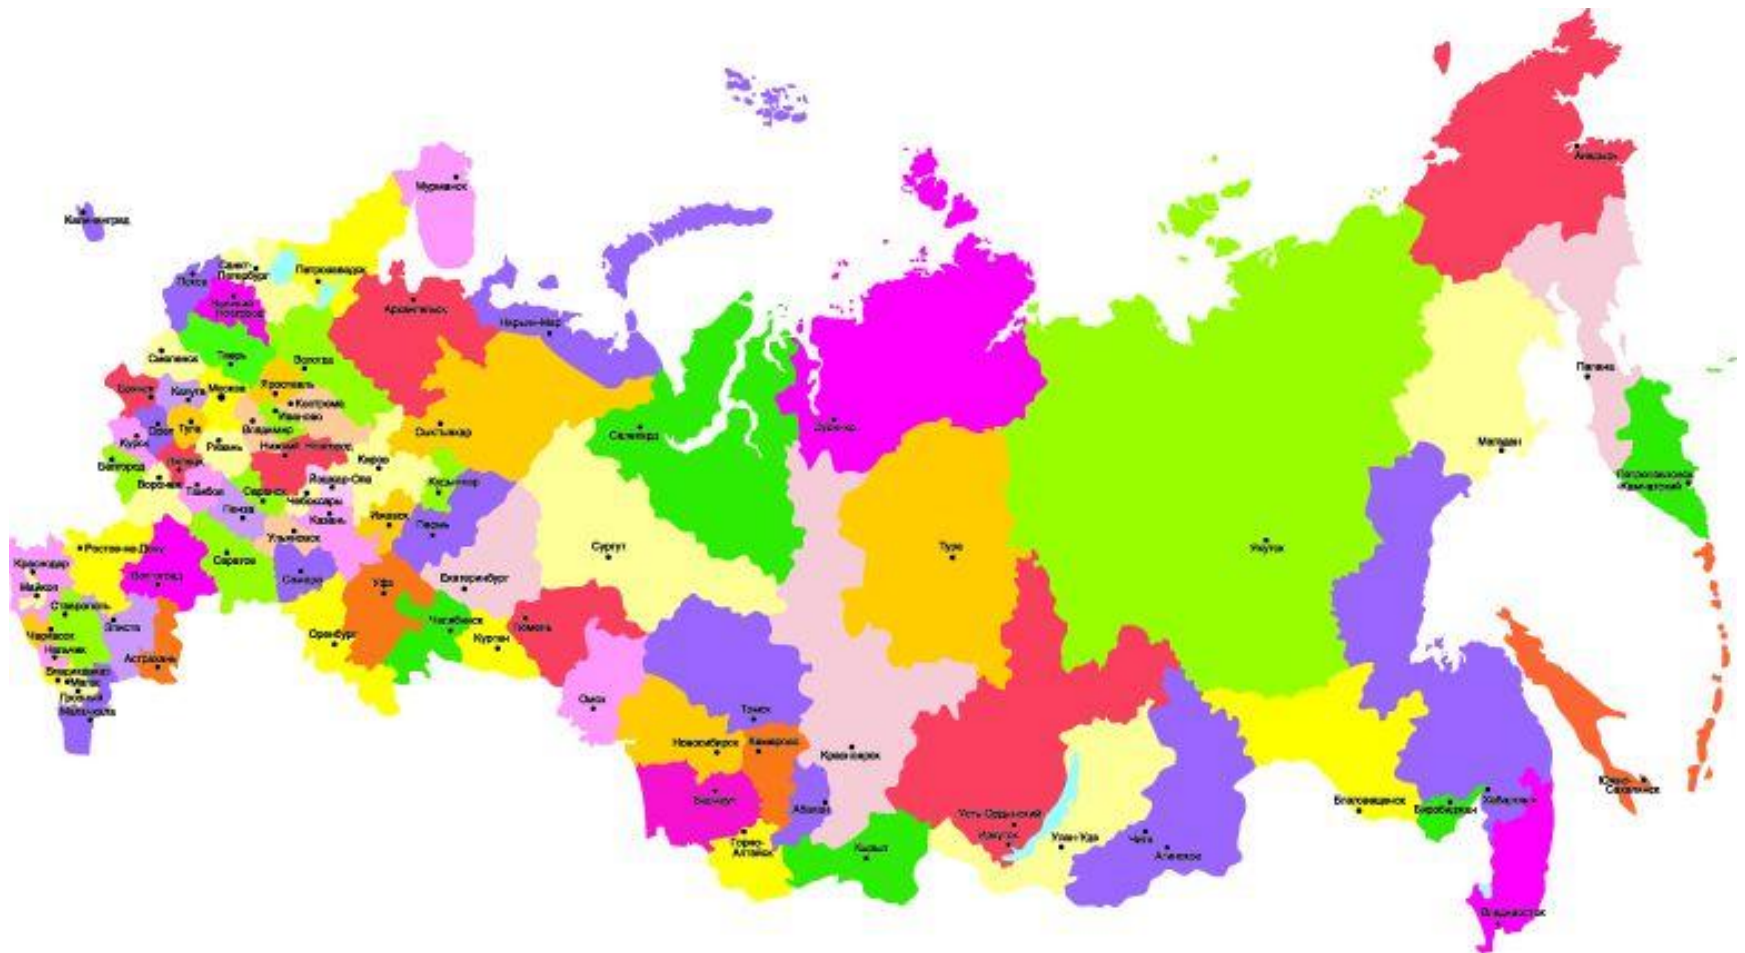 Мурманск
Анадырь
Калининград
Санкт-
Петербург
Петрозаводск
Псков
Архангельск
Нарьян-Мар
Смоленск
Тверь
Вологда
Палана
Калуга
Москва
Ярославль
Кострома
Иваново
Орел
Тула
Владимир
Сыктывкар
Салехард
Курск
Рязань
Нижний Новгород
Магадан
Белгород
Липецк
Киров
Воронеж
Тамбов
Саранск
Йошкар-Ола
Чебоксары
Кудымкар
Петропавловск
-Камчатский
Пенза
Казань
Ижевск
Пермь
Ульяновск
Ростов-на-Дону
Сургут
Тура
Якутск
Краснодар
Саратов
Волгоград
Самара
Уфа
Екатеринбург
Майкоп
Ставрополь
Элиста
Челябинск
Тюмень
Черкесск
Оренбург
Курган
Нальчик
Астрахань
Владикавказ
Магас
Грозный
Махачкала
Омск
Томск
Новосибирск
Кемерово
Красноярск
Южно-
Сахалинск
Барнаул
Абакан
Благовещенск
Биробиджан
Хабаровск
Усть-Ордынский
Иркутск
Улан-Удэ
Чита
Горно-
Алтайск
Кызыл
Агинское
Владивосток